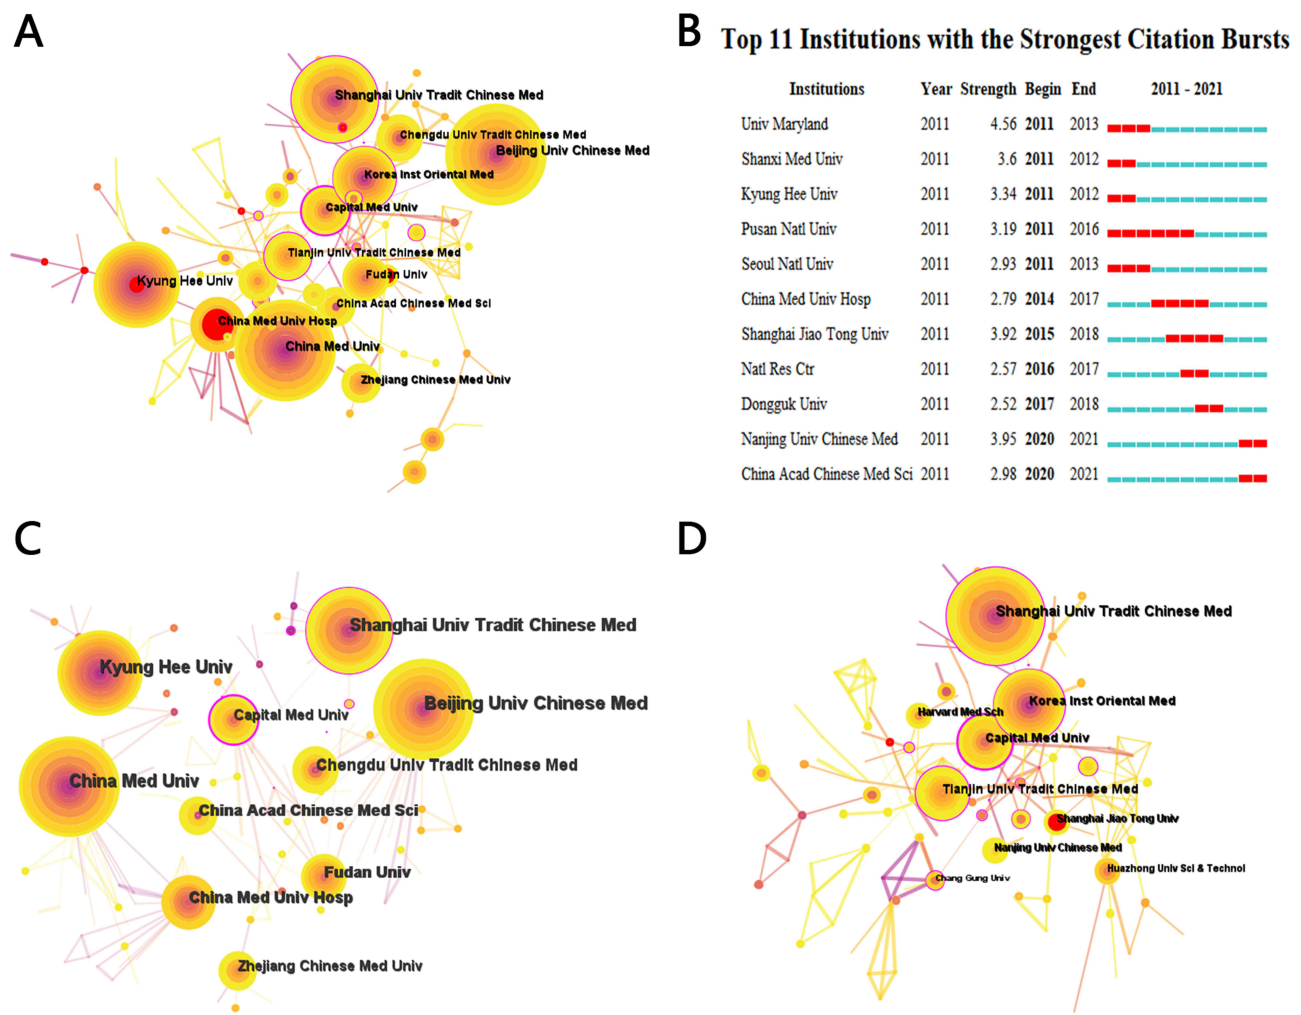 A
Shanghai Univ Tradit Chinese Med
Chengdu Univ Tradit Chinese Med
Beijing Univ Chinese Med
Korea Inst Oriental Med
Capital Med Univ
Tianjin Univ Tradit Chinese Med
Fudan Univ
Kyung Hee Univ
China Acad Chinese Med Sci
China Med Univ Hosp
China Med Univ
Zhejiang Chinese Med Univ
B
Top 11 Institutions with the Strongest Citation Bursts
Institutions Year Strength Begin End 2011 - 2021
Univ Maryland 2011 4.56 2011 2013
Shanxi Med Univ 2011 3.6 2011 2012
Kyung Hee Univ 2011 3.34 2011 2012
Pusan Natl Univ 2011 3.19 2011 2016
Seoul Natl Univ 2011 2.93 2011 2013
China Med Univ Hosp 2011 2.79 2014 2017
Shanghai Jiao Tong Univ 2011 3.92 2015 2018
Natl Res Ctr 2011 2.57 2016 2017
Dongguk Univ 2011 2.52 2017 2018
Nanjing Univ Chinese Med 2011 3.95 2020 2021
China Acad Chinese Med Sci 2011 2.98 2020 2021
C
Shanghai Univ Tradit Chinese Med
Kyung Hee Univ
Beijing Univ Chinese Med
Capital Med Univ
Chengdu Univ Tradit Chinese Med
China Med Univ
China Acad Chinese Med Sci
Fudan Univ
China Med Univ Hosp
Zhejiang Chinese Med Univ
D
Shanghai Univ Tradit Chinese Med
Korea Inst Oriental Med
Harvard Med Sch
Capital Med Univ
Tianjin Univ Tradit Chinese Med
Shanghai Jiao Tong Univ
Nanjing Univ Chinese Med
Huazhong Univ Sci & Technol
Chang Gung Univ